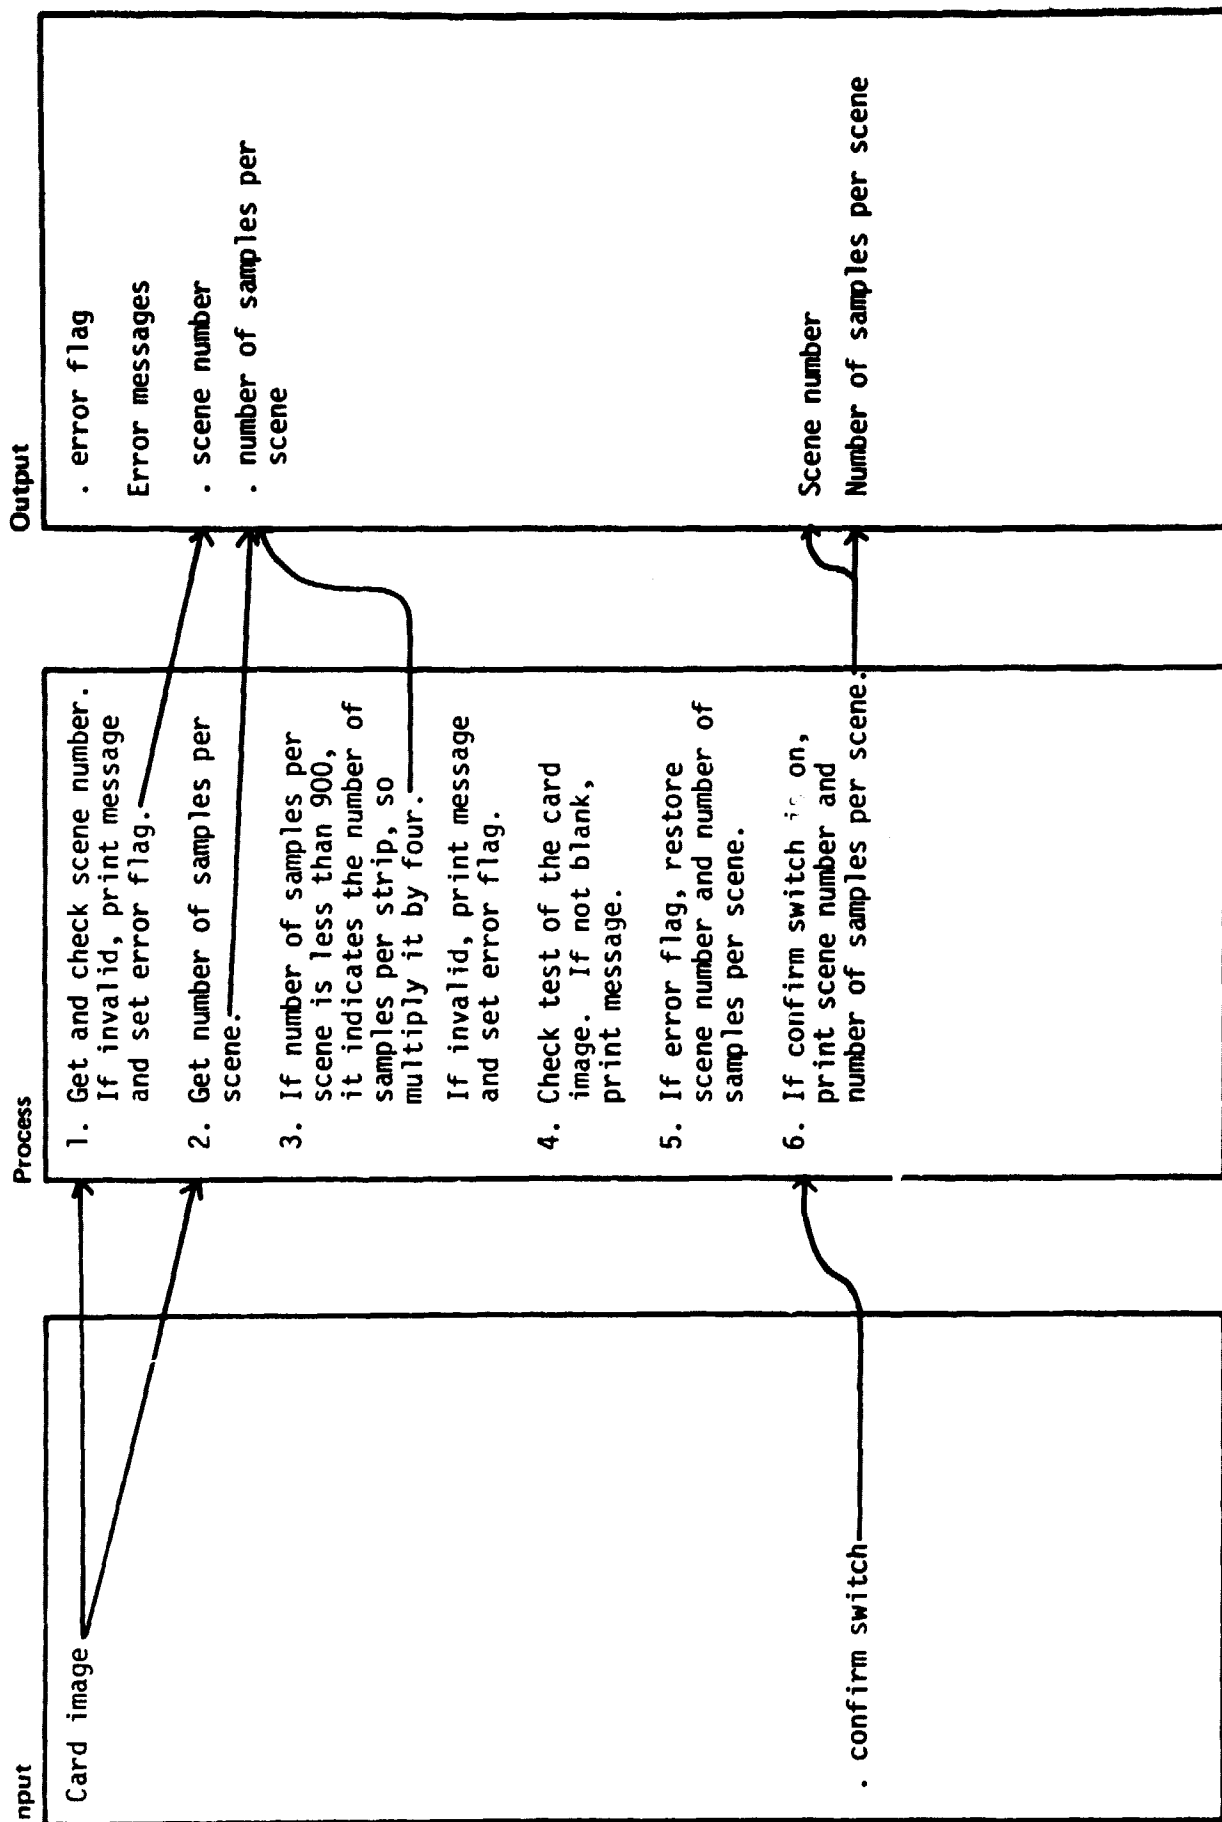 nput
Card image
. confirm switch
Process
1. Get and check scene number.
If invalid, print message
and set error flag.
2. Get number of samples per
scene.
3. If number of samples per
scene is less than 900,
it indicates the number of
samples per strip, so
multiply it by four.
If invalid, print message
and set error flag.
4. Check test of the card
image. If not blank,
print message.
5. If error flag, restore
scene number and number of
samples per scene.
6. If confirm switch is on,
print scene number and
number of samples per scene.
Output
. error flag
Error messages
. scene number
. number of samples per
scene
Scene number
Number of samples per scene